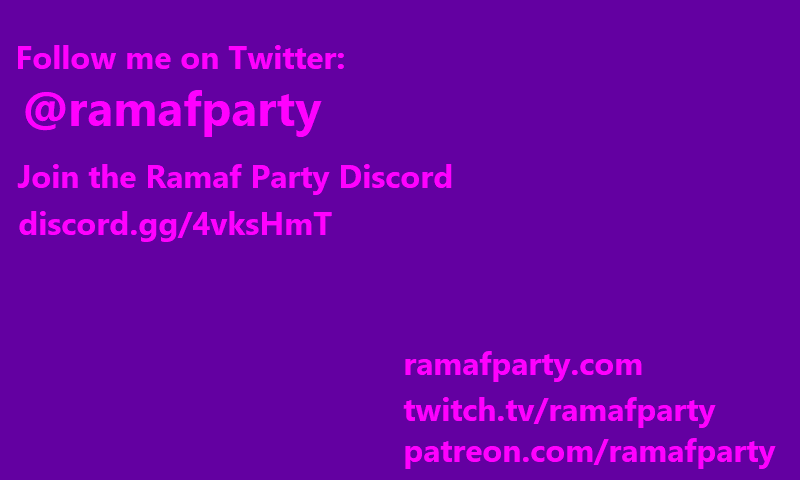 Follow me on Twitter:
@ramafparty
Join the Ramaf Party Discord
discord.gg/4vksHmT
ramafparty.com
twitch.tv/ramafparty
patreon.com/ramafparty